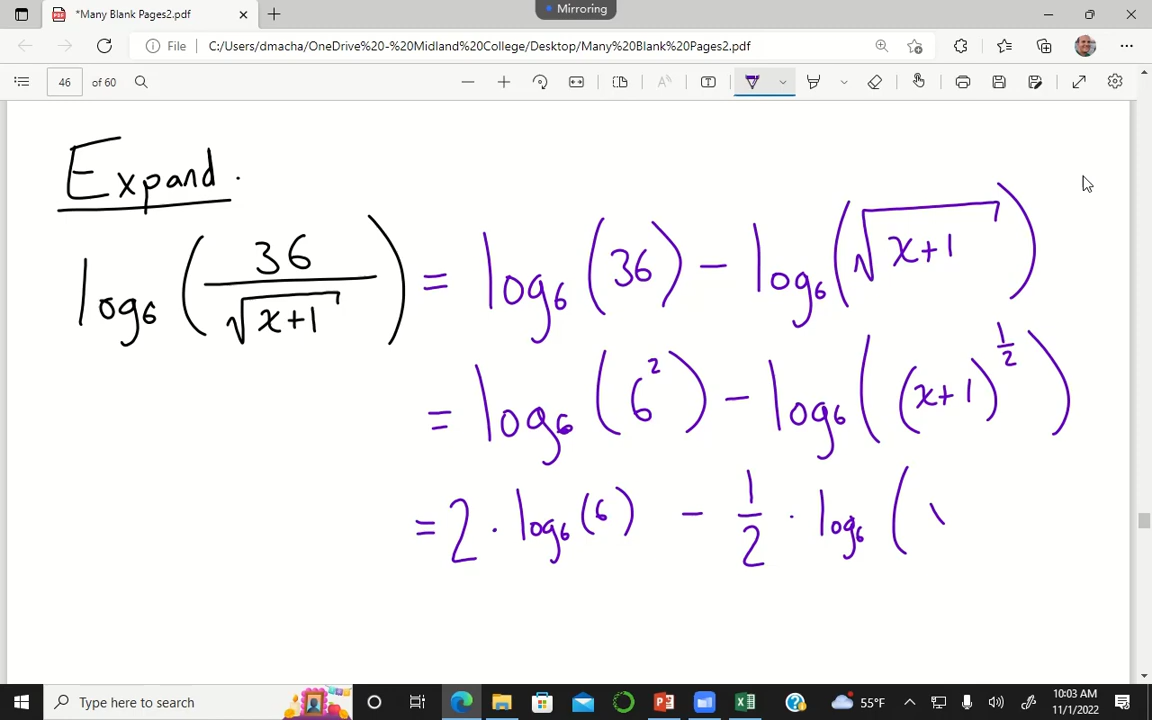 Mirroring
*Many Blank Pages2.pdf
File C:/Users/dmacha/OneDrive%20-%20Midland%20College/Desktop/Many%20Blank%20Pages2.pdf
46 of 60
Expand.
log₆(36/√(x+1)) = log₆(36) − log₆(√(x+1))
= log₆(6²) − log₆((x+1)^(1/2))
= 2 · log₆(6) − 1/2 · log₆(
Type here to search
55°F
10:03 AM
11/1/2022